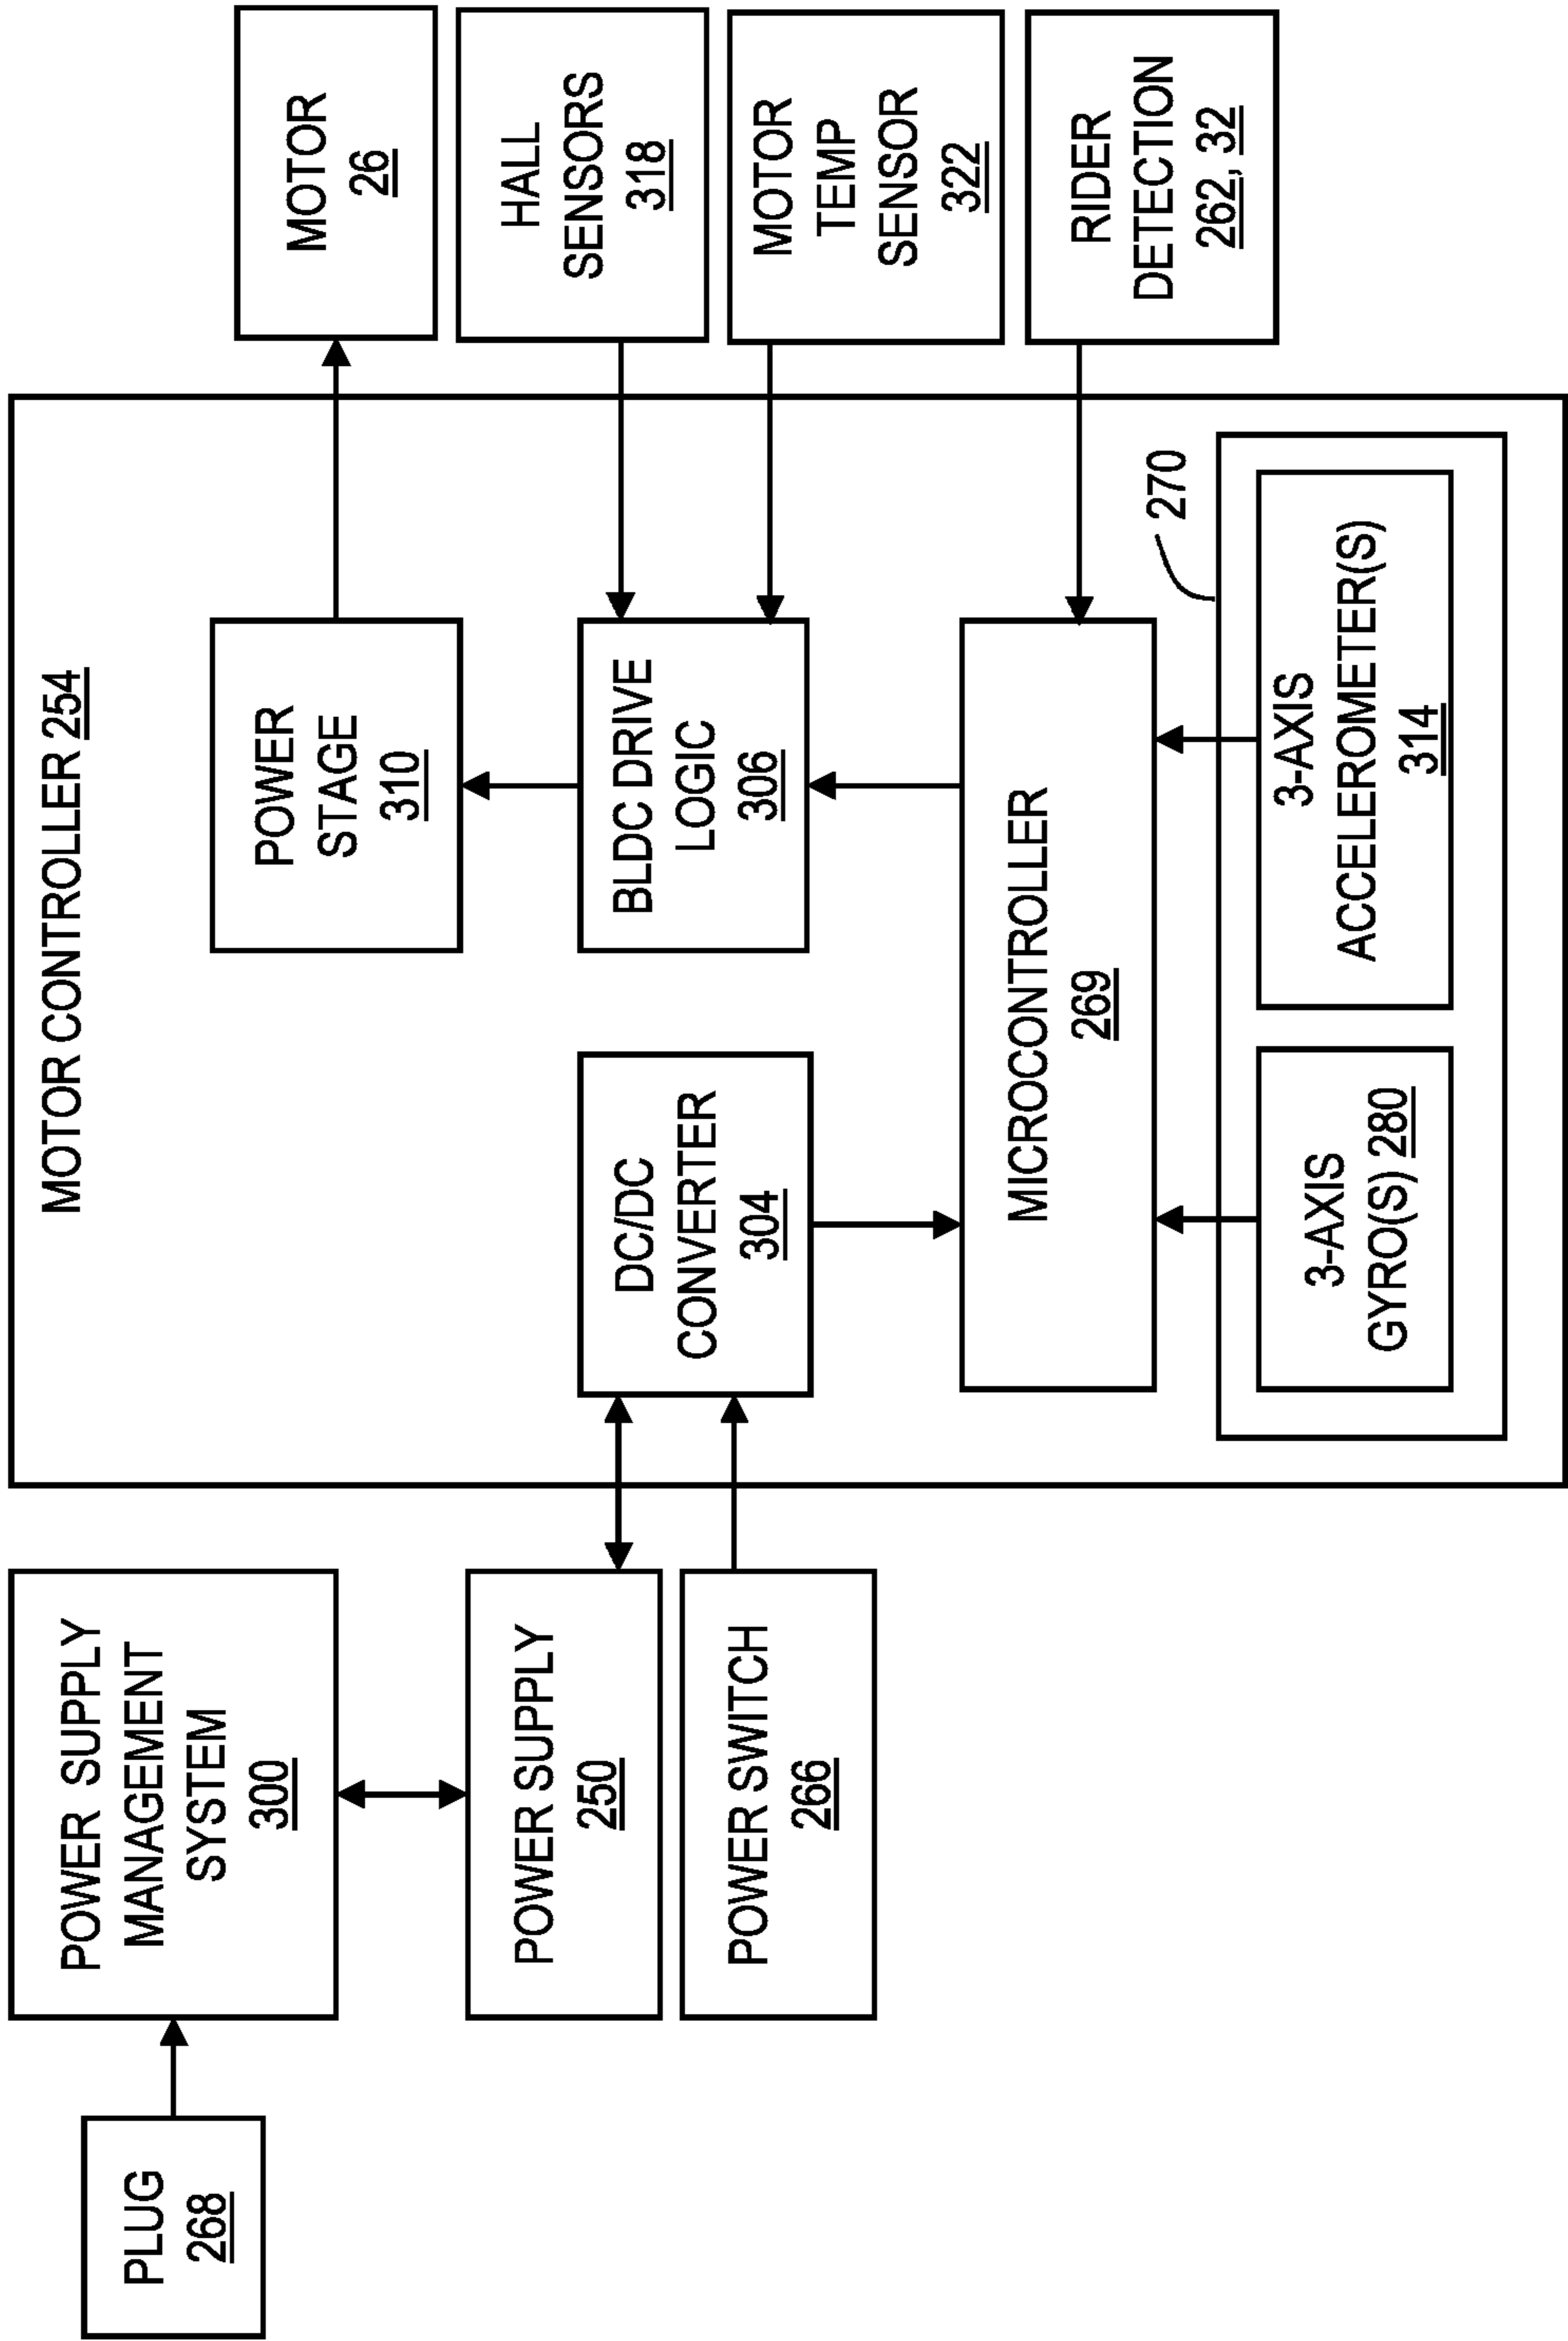 PLUG
268
POWER SUPPLY
MANAGEMENT
SYSTEM
300
POWER SUPPLY
250
POWER SWITCH
266
MOTOR CONTROLLER 254
DC/DC
CONVERTER
304
POWER
STAGE
310
BLDC DRIVE
LOGIC
306
MICROCONTROLLER
269
270
3-AXIS
GYRO(S) 280
3-AXIS
ACCELEROMETER(S)
314
MOTOR
26
HALL
SENSORS
318
MOTOR
TEMP
SENSOR
322
RIDER
DETECTION
262, 32